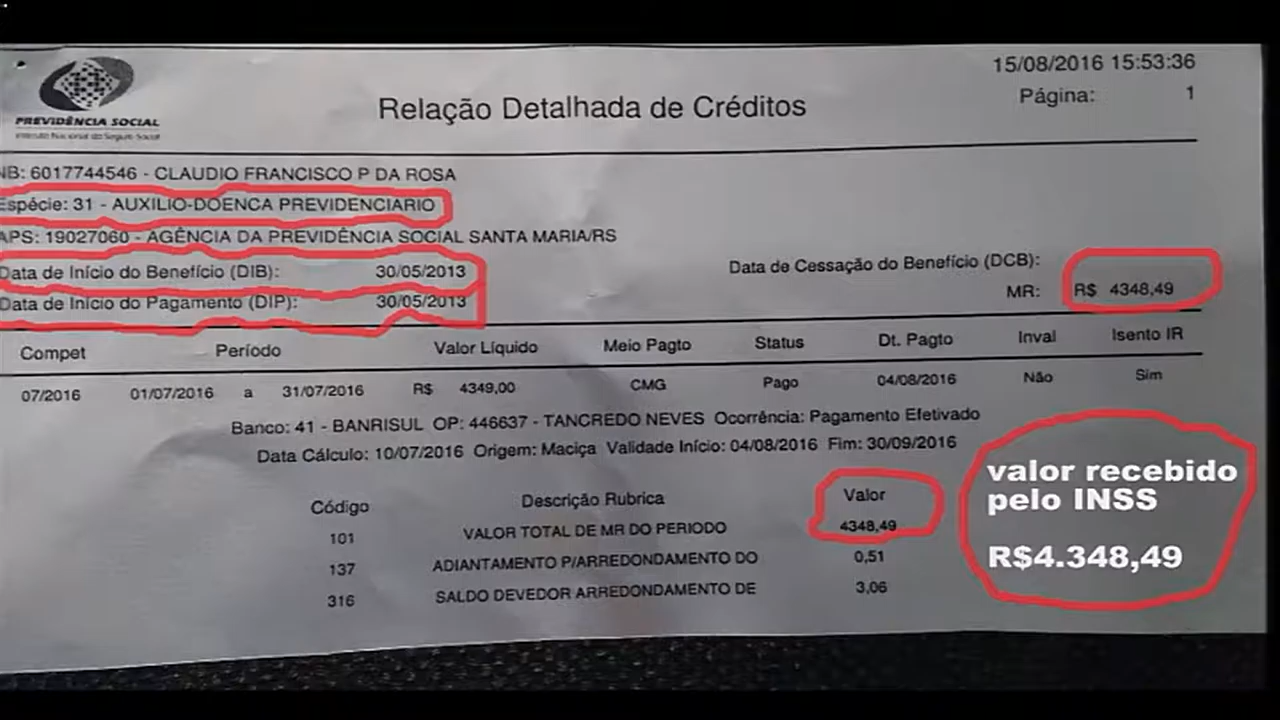 15/08/2016 15:53:36
Relação Detalhada de Créditos
Página: 1
PREVIDÊNCIA SOCIAL
Instituto Nacional do Seguro Social
NB: 6017744546 - CLAUDIO FRANCISCO P DA ROSA
Espécie: 31 - AUXILIO-DOENCA PREVIDENCIARIO
APS: 19027060 - AGÊNCIA DA PREVIDÊNCIA SOCIAL SANTA MARIA/RS
Data de Início do Benefício (DIB): 30/05/2013 Data de Cessação do Benefício (DCB):
Data de Início do Pagamento (DIP): 30/05/2013 MR: R$ 4348,49
Compet Período Valor Líquido Meio Pagto Status Dt. Pagto Inval Isento IR
07/2016 01/07/2016 a 31/07/2016 R$ 4349,00 CMG Pago 04/08/2016 Não Sim
Banco: 41 - BANRISUL OP: 446637 - TANCREDO NEVES Ocorrência: Pagamento Efetivado
Data Cálculo: 10/07/2016 Origem: Maciça Validade Início: 04/08/2016 Fim: 30/09/2016
Código Descrição Rubrica Valor
101 VALOR TOTAL DE MR DO PERIODO 4348,49
137 ADIANTAMENTO P/ARREDONDAMENTO DO 0,51
316 SALDO DEVEDOR ARREDONDAMENTO DE 3,06
valor recebido
pelo INSS
R$4.348,49